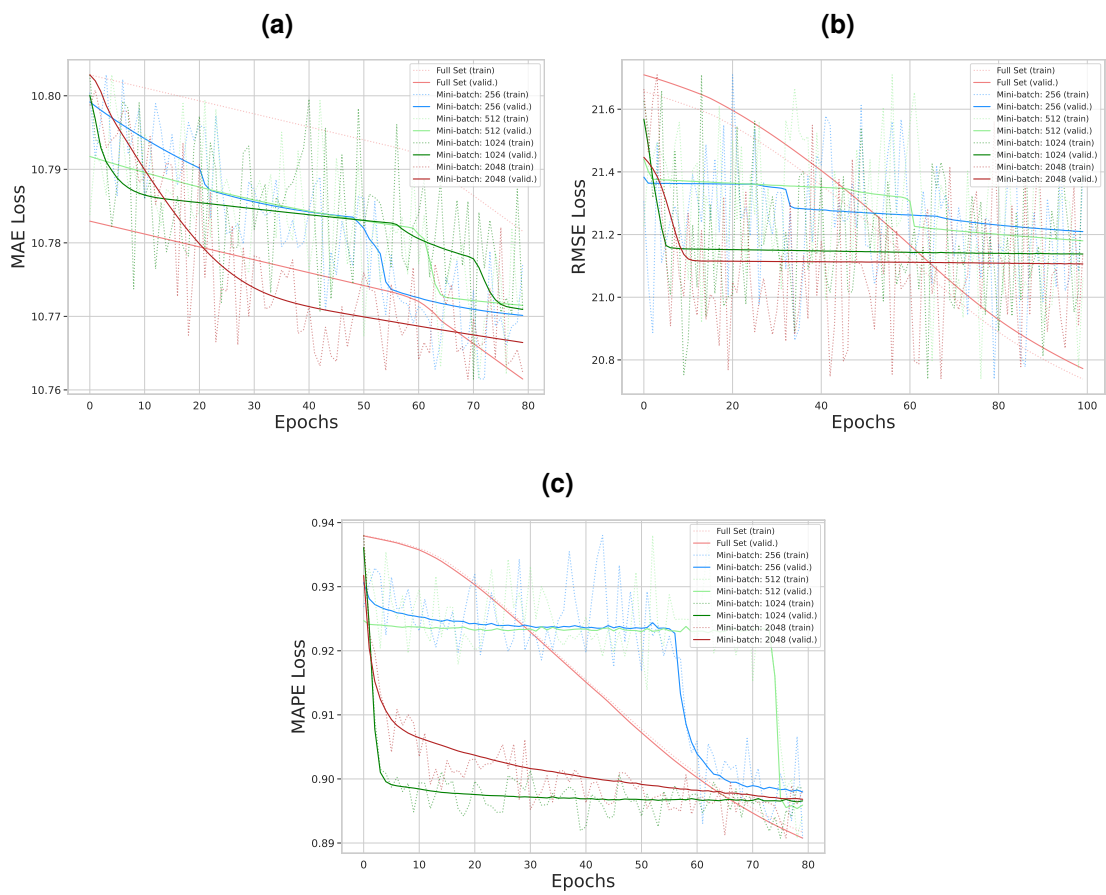 (a)
MAE Loss
10.80
10.79
10.78
10.77
10.76
0
10
20
30
40
50
60
70
80
Epochs
Full Set (train)
Full Set (valid.)
Mini-batch: 256 (train)
Mini-batch: 256 (valid.)
Mini-batch: 512 (train)
Mini-batch: 512 (valid.)
Mini-batch: 1024 (train)
Mini-batch: 1024 (valid.)
Mini-batch: 2048 (train)
Mini-batch: 2048 (valid.)
(b)
RMSE Loss
21.6
21.4
21.2
21.0
20.8
0
20
40
60
80
100
Epochs
Full Set (train)
Full Set (valid.)
Mini-batch: 256 (train)
Mini-batch: 256 (valid.)
Mini-batch: 512 (train)
Mini-batch: 512 (valid.)
Mini-batch: 1024 (train)
Mini-batch: 1024 (valid.)
Mini-batch: 2048 (train)
Mini-batch: 2048 (valid.)
(c)
MAPE Loss
0.94
0.93
0.92
0.91
0.90
0.89
0
10
20
30
40
50
60
70
80
Epochs
Full Set (train)
Full Set (valid.)
Mini-batch: 256 (train)
Mini-batch: 256 (valid.)
Mini-batch: 512 (train)
Mini-batch: 512 (valid.)
Mini-batch: 1024 (train)
Mini-batch: 1024 (valid.)
Mini-batch: 2048 (train)
Mini-batch: 2048 (valid.)